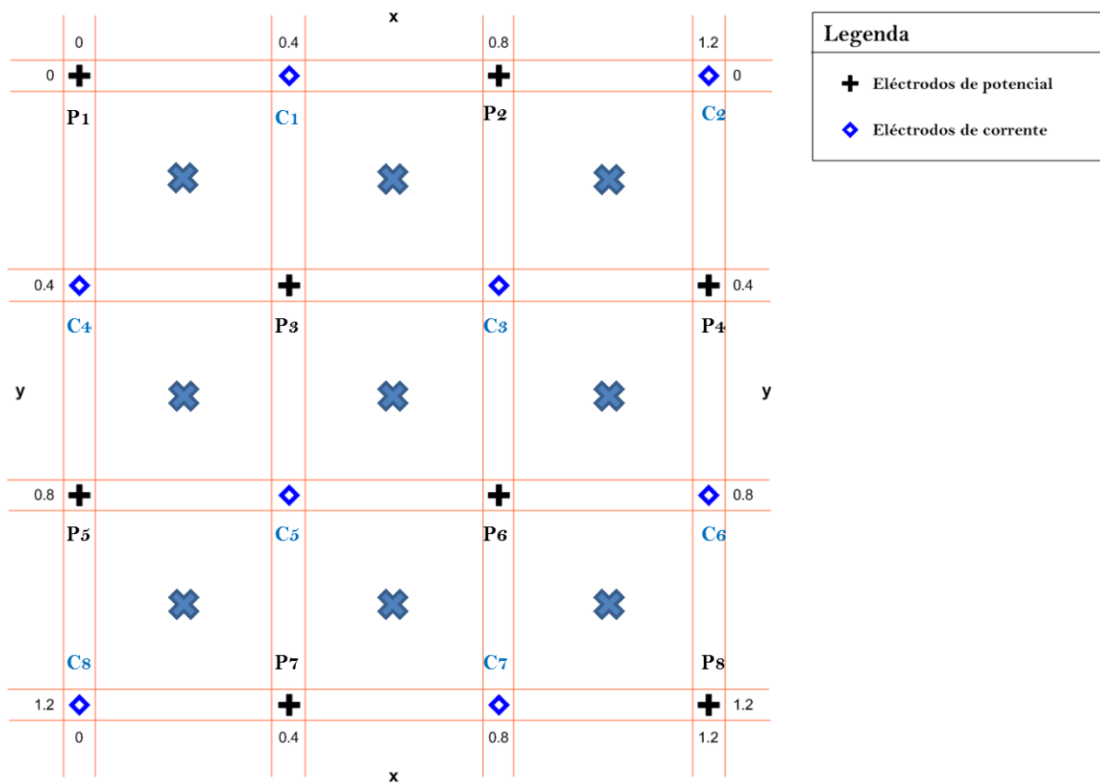 x
0 0.4 0.8 1.2
0 0
P1 C1 P2 C2
0.4 0.4
C4 P3 C3 P4
y y
0.8 0.8
P5 C5 P6 C6
C8 P7 C7 P8
1.2 1.2
0 0.4 0.8 1.2
x
Legenda
Eléctrodos de potencial
Eléctrodos de corrente